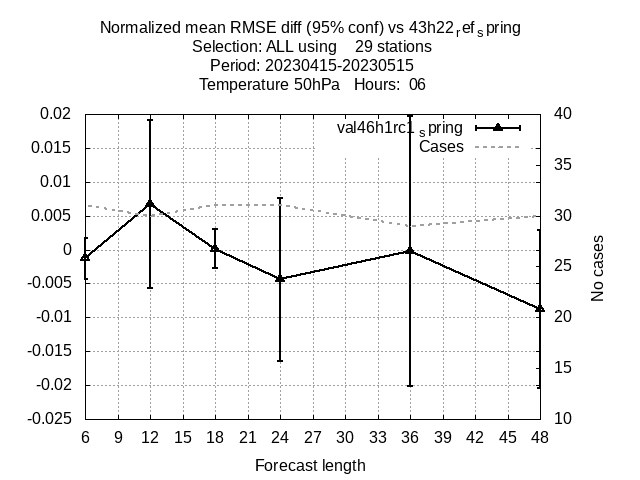 Normalized mean RMSE diff (95% conf) vs 43h22refspring
Selection: ALL using 29 stations
Period: 20230415-20230515
Temperature 50hPa Hours: 06
val46h1rc1spring
Cases
0.02
0.015
0.01
0.005
0
-0.005
-0.01
-0.015
-0.02
-0.025
40
35
30
25
20
15
10
No cases
6 9 12 15 18 21 24 27 30 33 36 39 42 45 48
Forecast length